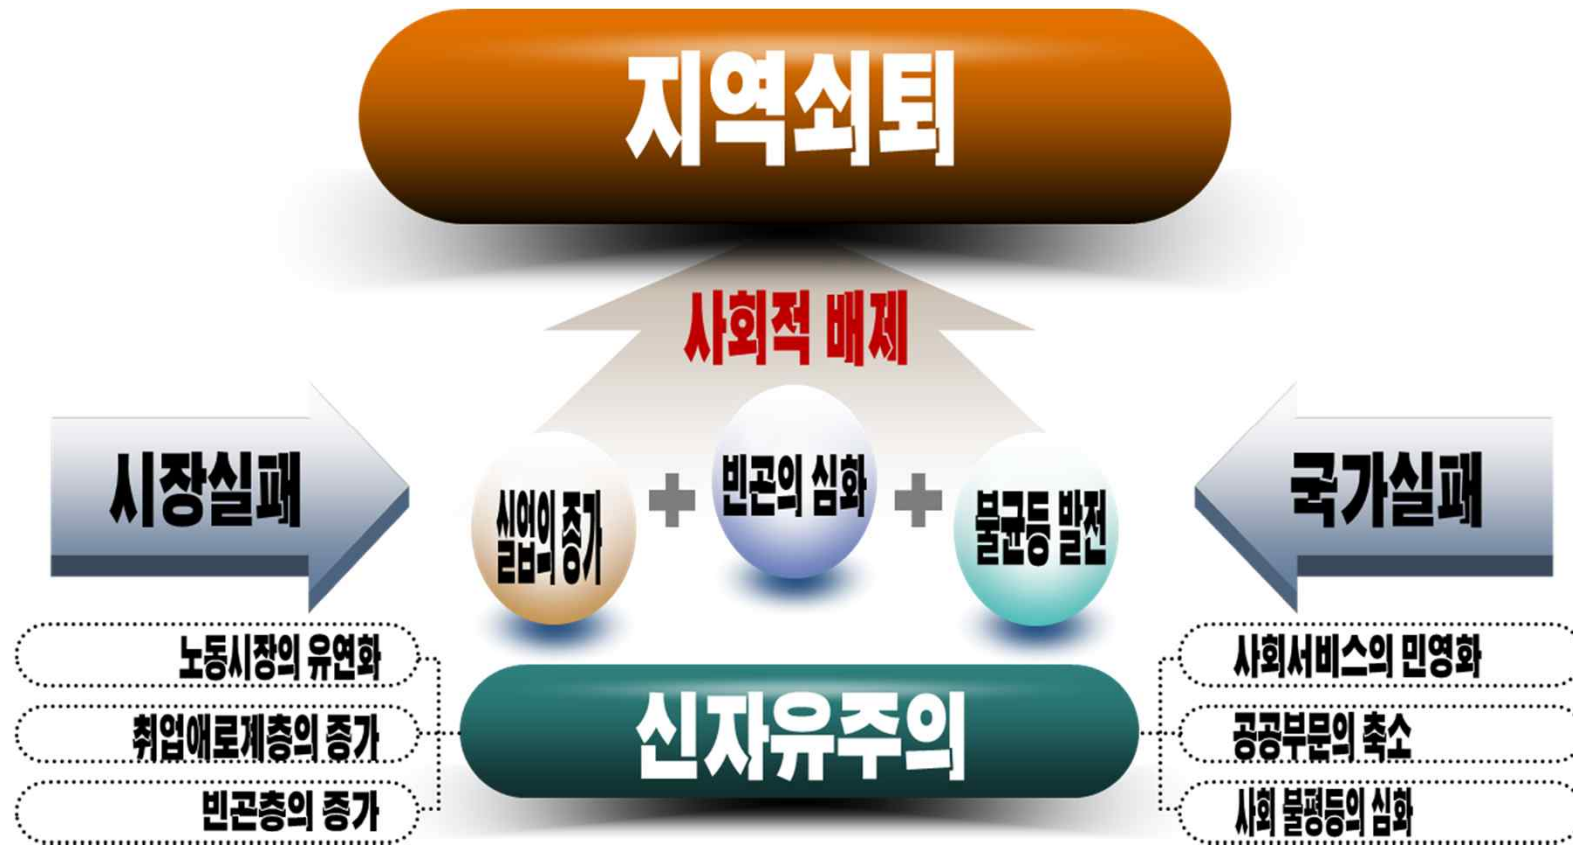 지역쇠퇴
사회적 배제
시장실패
실업의 증가
+
빈곤의 심화
+
불균등 발전
국가실패
노동시장의 유연화
취업애로계층의 증가
빈곤층의 증가
신자유주의
사회서비스의 민영화
공공부문의 축소
사회 불평등의 심화